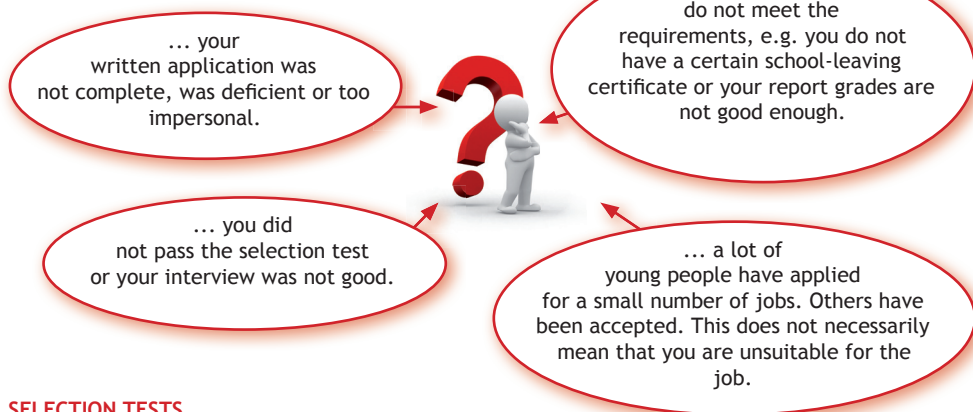 ... your
written application was
not complete, was deficient or too
impersonal.
do not meet the
requirements, e.g. you do not
have a certain school-leaving
certificate or your report grades are
not good enough.
... you did
not pass the selection test
or your interview was not good.
... a lot of
young people have applied
for a small number of jobs. Others have
been accepted. This does not necessarily
mean that you are unsuitable for the
job.
SELECTION TESTS